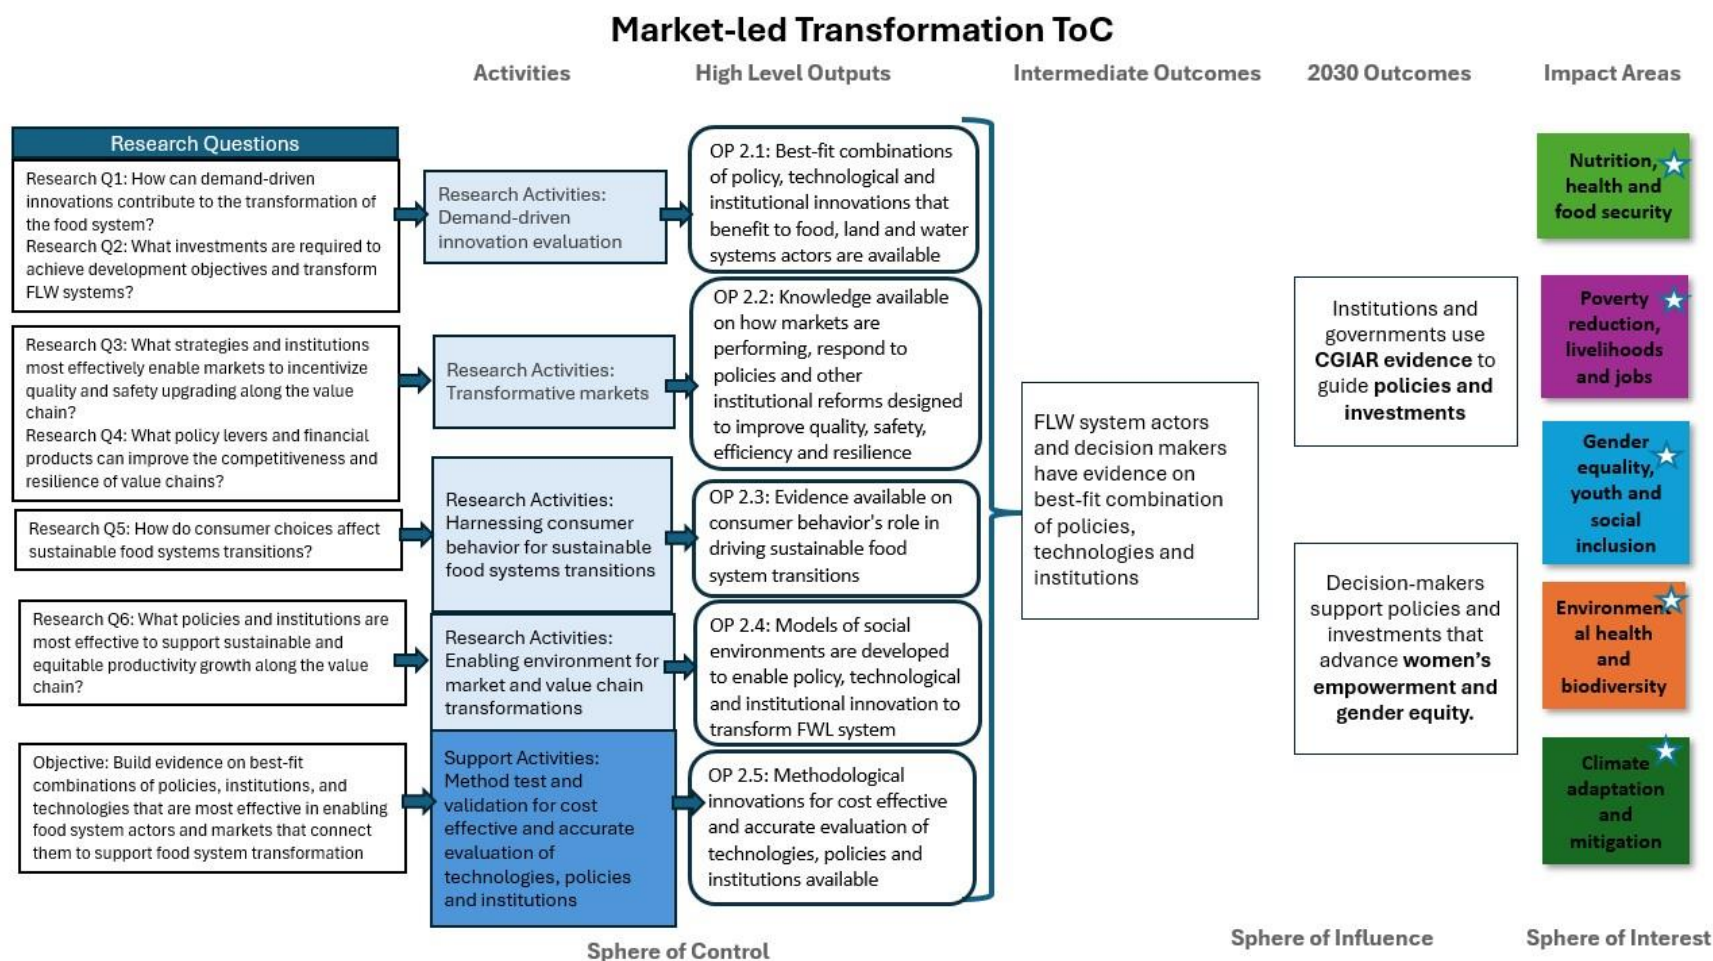 Market-led Transformation ToC
Activities
High Level Outputs
Intermediate Outcomes
2030 Outcomes
Impact Areas
Research Questions
Research Q1: How can demand-driven
innovations contribute to the transformation of
the food system?
Research Q2: What investments are required to
achieve development objectives and transform
FLW systems?
Research Q3: What strategies and institutions
most effectively enable markets to incentivize
quality and safety upgrading along the value
chain?
Research Q4: What policy levers and financial
products can improve the competitiveness and
resilience of value chains?
Research Q5: How do consumer choices affect
sustainable food systems transitions?
Research Q6: What policies and institutions are
most effective to support sustainable and
equitable productivity growth along the value
chain?
Objective: Build evidence on best-fit
combinations of policies, institutions, and
technologies that are most effective in enabling
food system actors and markets that connect
them to support food system transformation
Research Activities:
Demand-driven
innovation evaluation
Research Activities:
Transformative markets
Research Activities:
Harnessing consumer
behavior for sustainable
food systems transitions
Research Activities:
Enabling environment for
market and value chain
transformations
Support Activities:
Method test and
validation for cost
effective and accurate
evaluation of
technologies, policies
and institutions
OP 2.1: Best-fit combinations
of policy, technological and
institutional innovations that
benefit to food, land and water
systems actors are available
OP 2.2: Knowledge available
on how markets are
performing, respond to
policies and other
institutional reforms designed
to improve quality, safety,
efficiency and resilience
OP 2.3: Evidence available on
consumer behavior's role in
driving sustainable food
system transitions
OP 2.4: Models of social
environments are developed
to enable policy, technological
and institutional innovation to
transform FWL system
OP 2.5: Methodological
innovations for cost effective
and accurate evaluation of
technologies, policies and
institutions available
FLW system actors
and decision makers
have evidence on
best-fit combination
of policies,
technologies and
institutions
Institutions and
governments use
CGIAR evidence to
guide policies and
investments
Decision-makers
support policies and
investments that
advance women's
empowerment and
gender equity.
Nutrition,
health and
food security
Poverty
reduction,
livelihoods
and jobs
Gender
equality,
youth and
social
inclusion
Environment
al health
and
biodiversity
Climate
adaptation
and
mitigation
Sphere of Control
Sphere of Influence
Sphere of Interest